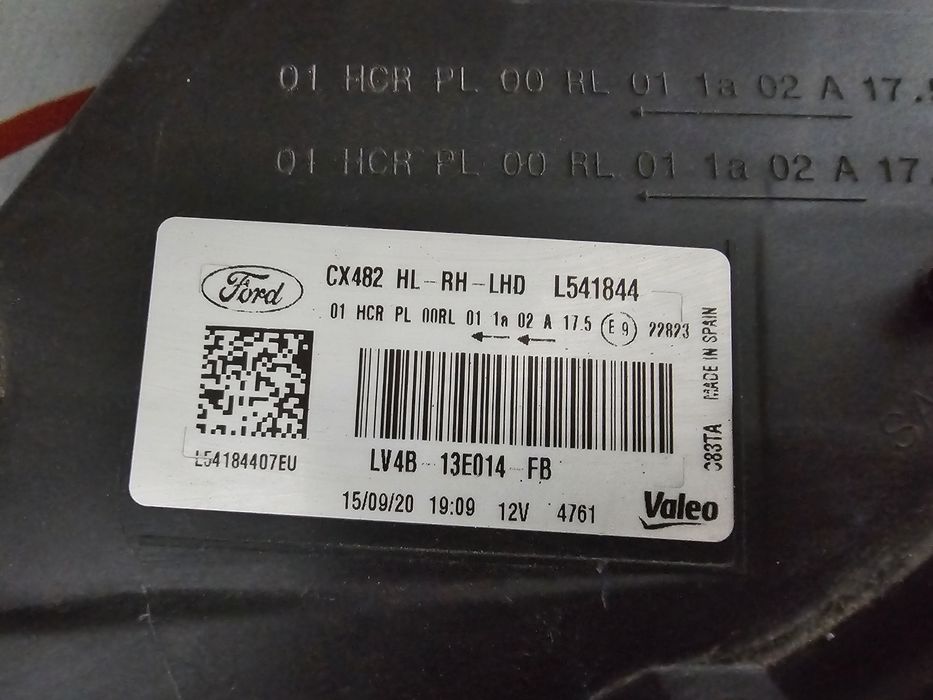 01 HCR PL 00 RL 01 1a 02 A 17.5
01 HCR PL 00 RL 01 1a 02 A 17.
Ford
CX482 HL-RH-LHD L541844
01 HCR PL 00RL 01 1a 02 A 17.5 E9 22823
L54184407EU
LV4B-13E014-FB
15/09/20 19:09 12V 4761
Valeo
MADE IN SPAIN